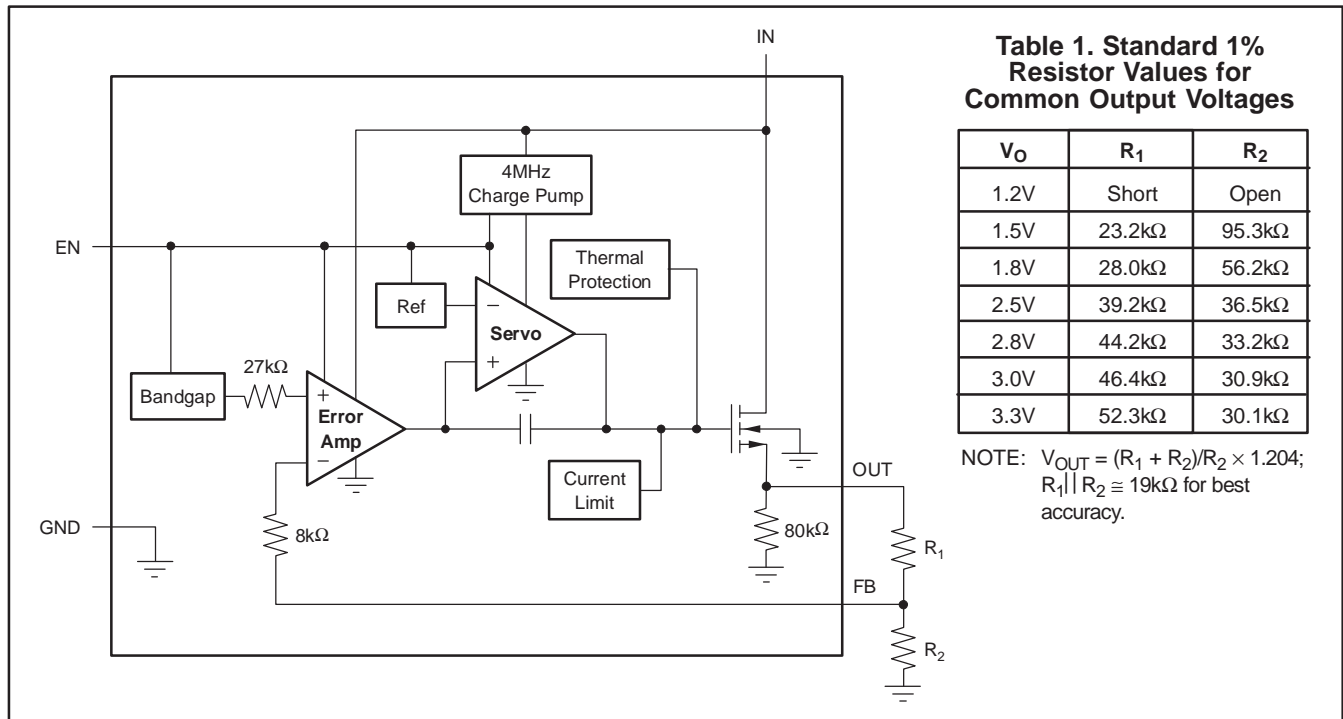 IN
4MHz
Charge Pump
EN
Thermal
Protection
Ref
−
Servo
+
27kΩ
Bandgap
+
Error
Amp
−
Current
Limit
OUT
GND
8kΩ
80kΩ
R1
FB
R2
Table 1. Standard 1%
Resistor Values for
Common Output Voltages
VO R1 R2
1.2V Short Open
1.5V 23.2kΩ 95.3kΩ
1.8V 28.0kΩ 56.2kΩ
2.5V 39.2kΩ 36.5kΩ
2.8V 44.2kΩ 33.2kΩ
3.0V 46.4kΩ 30.9kΩ
3.3V 52.3kΩ 30.1kΩ
NOTE: VOUT = (R1 + R2)/R2 × 1.204;
R1|| R2 ≅ 19kΩ for best
accuracy.